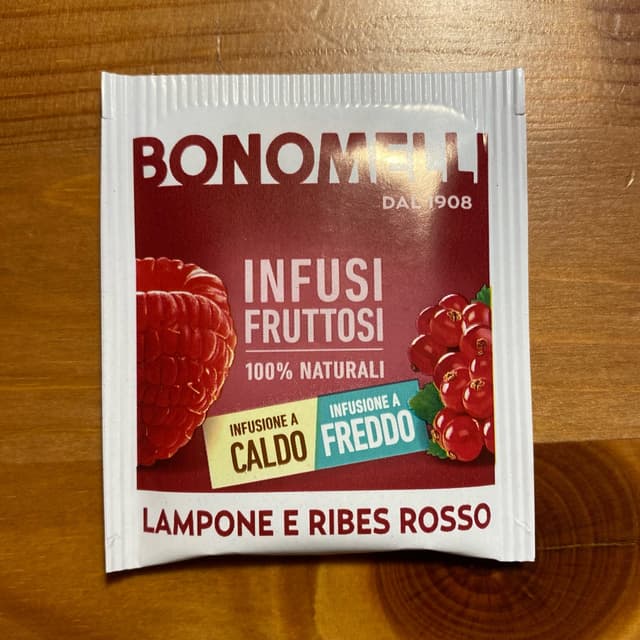 BONOMELLI
DAL 1908
INFUSI
FRUTTOSI
100% NATURALI
INFUSIONE A
CALDO
INFUSIONE A
FREDDO
LAMPONE E RIBES ROSSO